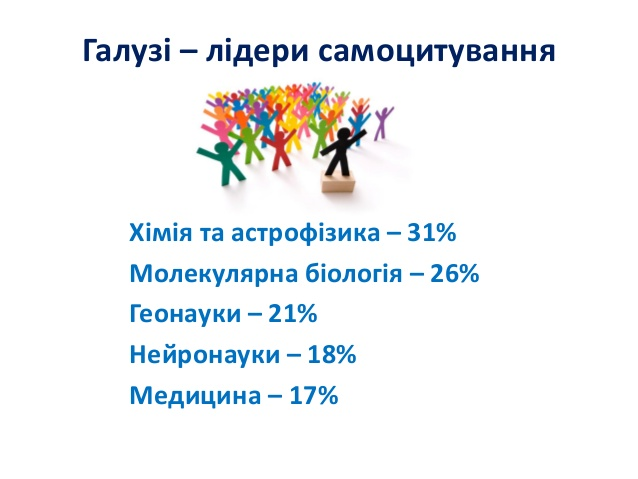 Галузі – лідери самоцитування
Хімія та астрофізика – 31%
Молекулярна біологія – 26%
Геонауки – 21%
Нейронауки – 18%
Медицина – 17%